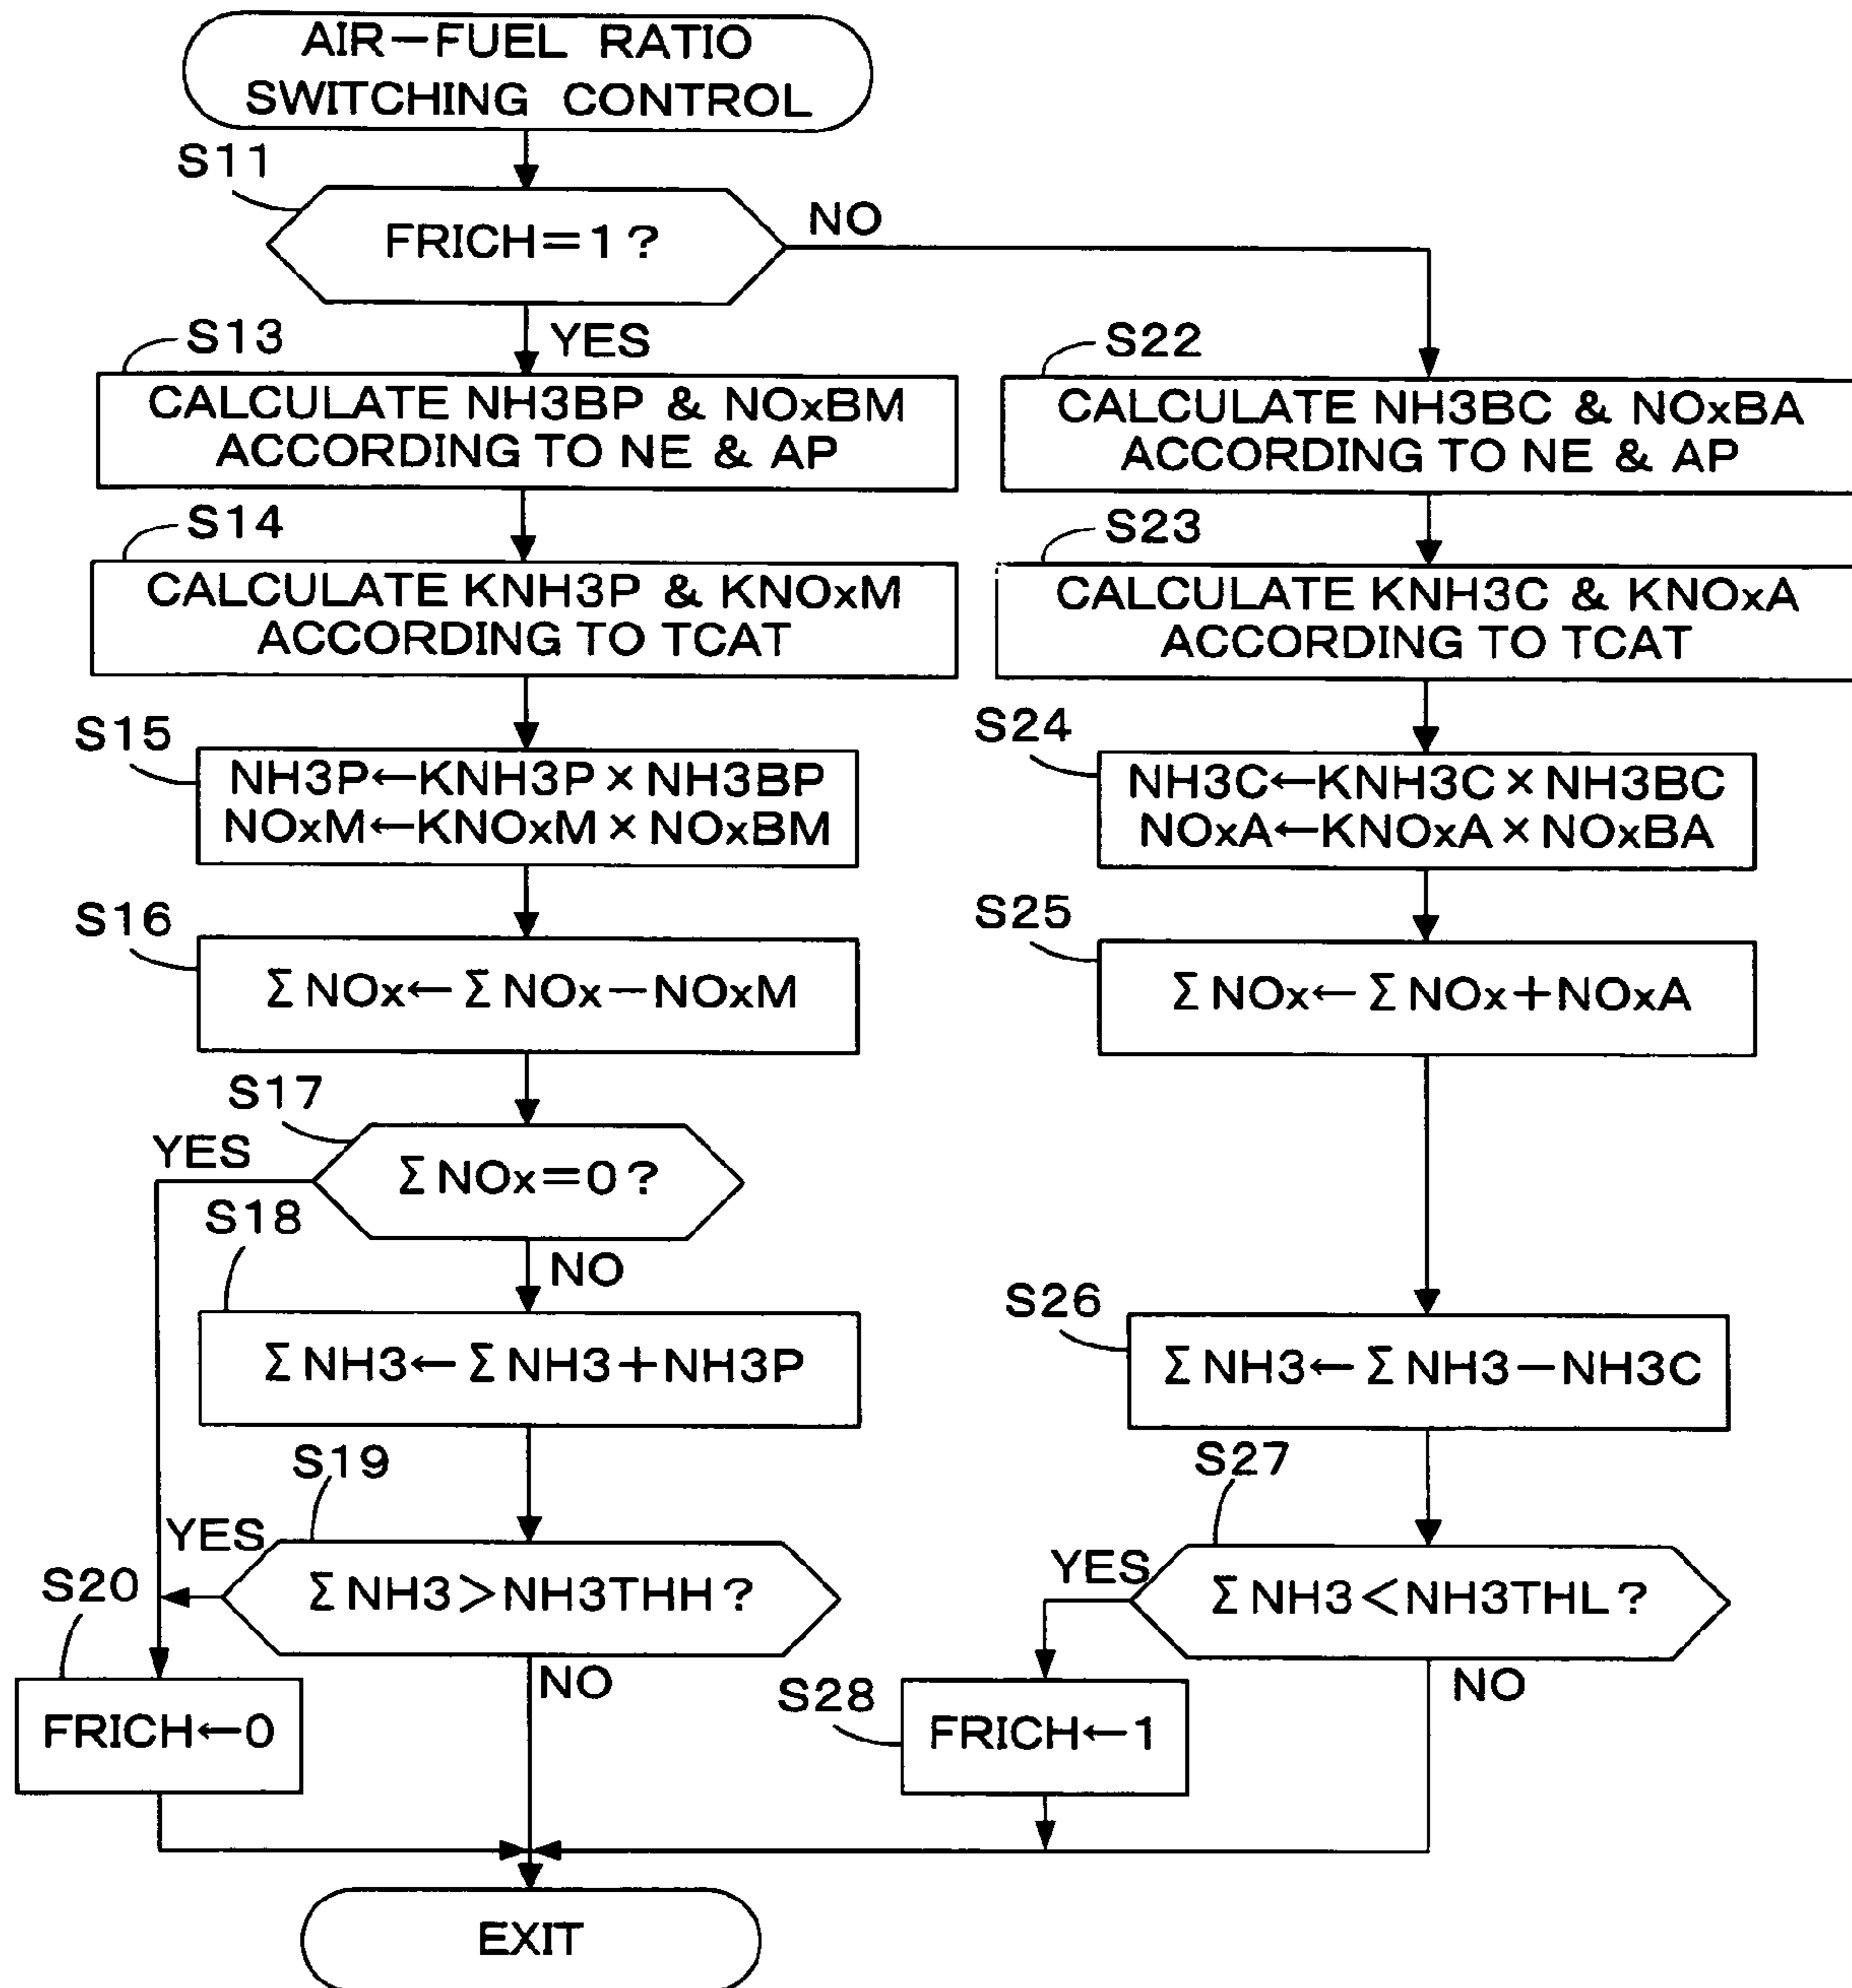 AIR-FUEL RATIO
SWITCHING CONTROL
S11
FRICH=1?
NO
YES
S13
CALCULATE NH3BP & NOxBM
ACCORDING TO NE & AP
S14
CALCULATE KNH3P & KNOxM
ACCORDING TO TCAT
S15
NH3P←KNH3P×NH3BP
NOxM←KNOxM×NOxBM
S16
ΣNOx←ΣNOx-NOxM
S17
YES
ΣNOx=0?
NO
S18
ΣNH3←ΣNH3+NH3P
S19
YES
ΣNH3>NH3THH?
NO
S20
FRICH←0
S22
CALCULATE NH3BC & NOxBA
ACCORDING TO NE & AP
S23
CALCULATE KNH3C & KNOxA
ACCORDING TO TCAT
S24
NH3C←KNH3C×NH3BC
NOxA←KNOxA×NOxBA
S25
ΣNOx←ΣNOx+NOxA
S26
ΣNH3←ΣNH3-NH3C
S27
YES
ΣNH3<NH3THL?
NO
S28
FRICH←1
EXIT